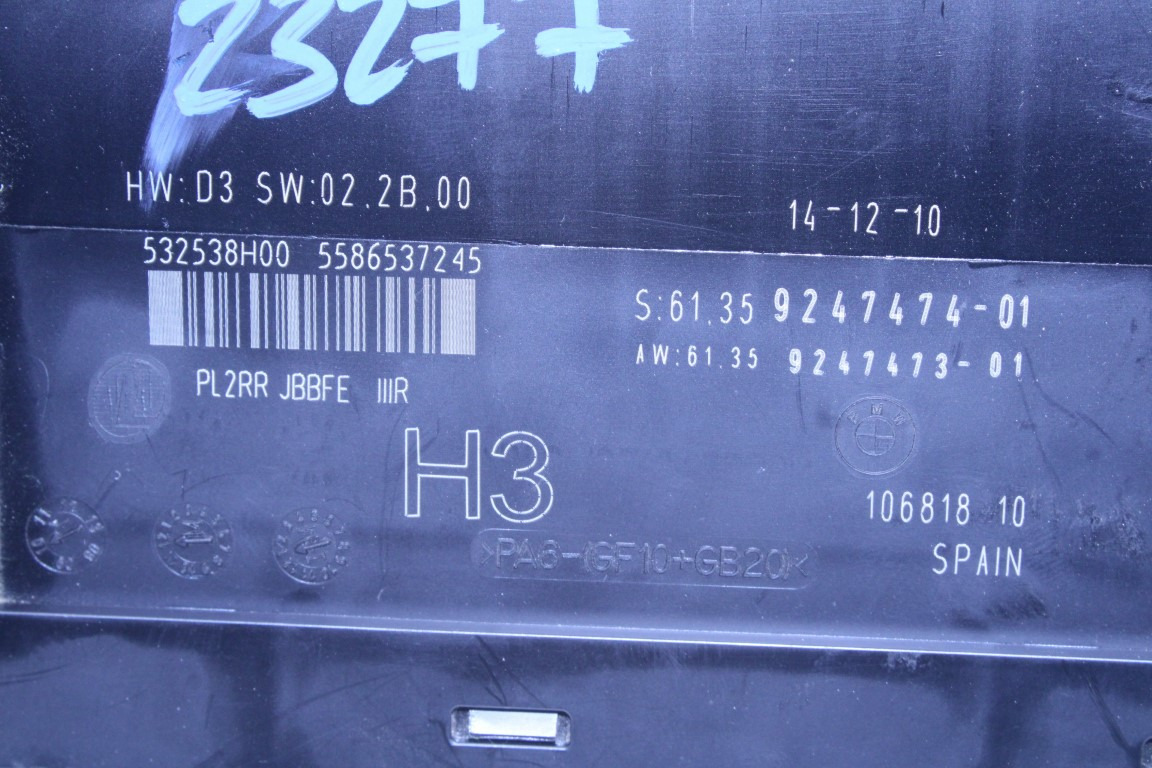 23277
HW:D3 SW:02.2B.00
14-12-10
532538H00 5586537245
S:61.35 9247474-01
AW:61.35 9247473-01
PL2RR JBBFE IIIR
BMW
H3
106818 10
>PA6-(GF10+GB20)<
SPAIN